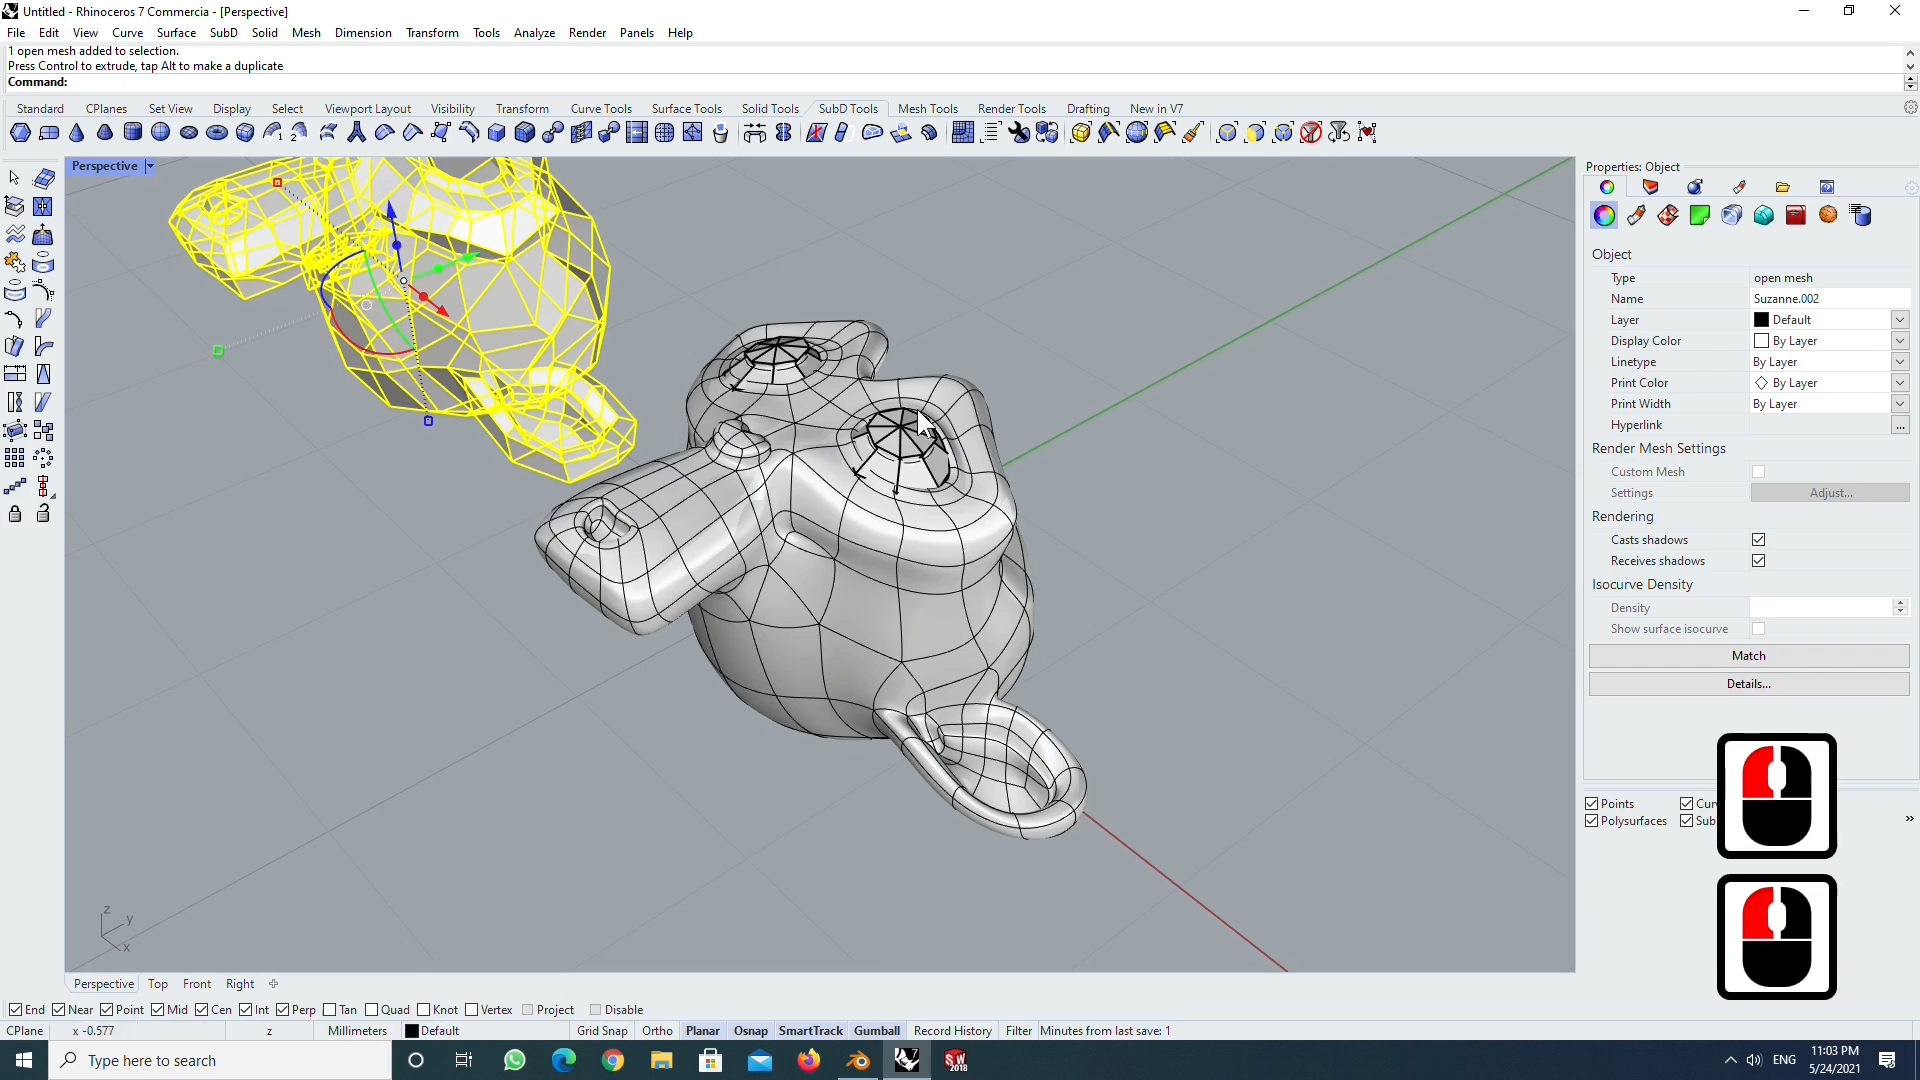 Untitled - Rhinoceros 7 Commercia - [Perspective]
File Edit View Curve Surface SubD Solid Mesh Dimension Transform Tools Analyze Render Panels Help
1 open mesh added to selection.
Press Control to extrude, tap Alt to make a duplicate
Command:
Standard CPlanes Set View Display Select Viewport Layout Visibility Transform Curve Tools Surface Tools Solid Tools SubD Tools Mesh Tools Render Tools Drafting New in V7
Perspective
Properties: Object
Object
Type open mesh
Name Suzanne.002
Layer Default
Display Color By Layer
Linetype By Layer
Print Color By Layer
Print Width By Layer
Hyperlink ...
Render Mesh Settings
Custom Mesh
Settings Adjust...
Rendering
Casts shadows
Receives shadows
Isocurve Density
Density
Show surface isocurve
Match
Details...
Points Cur
Polysurfaces Sub
z
y
x
Perspective Top Front Right
End Near Point Mid Cen Int Perp Tan Quad Knot Vertex Project Disable
CPlane x -0.577 z Millimeters Default Grid Snap Ortho Planar Osnap SmartTrack Gumball Record History Filter Minutes from last save: 1
Type here to search
SW
2018
ENG
11:03 PM
5/24/2021